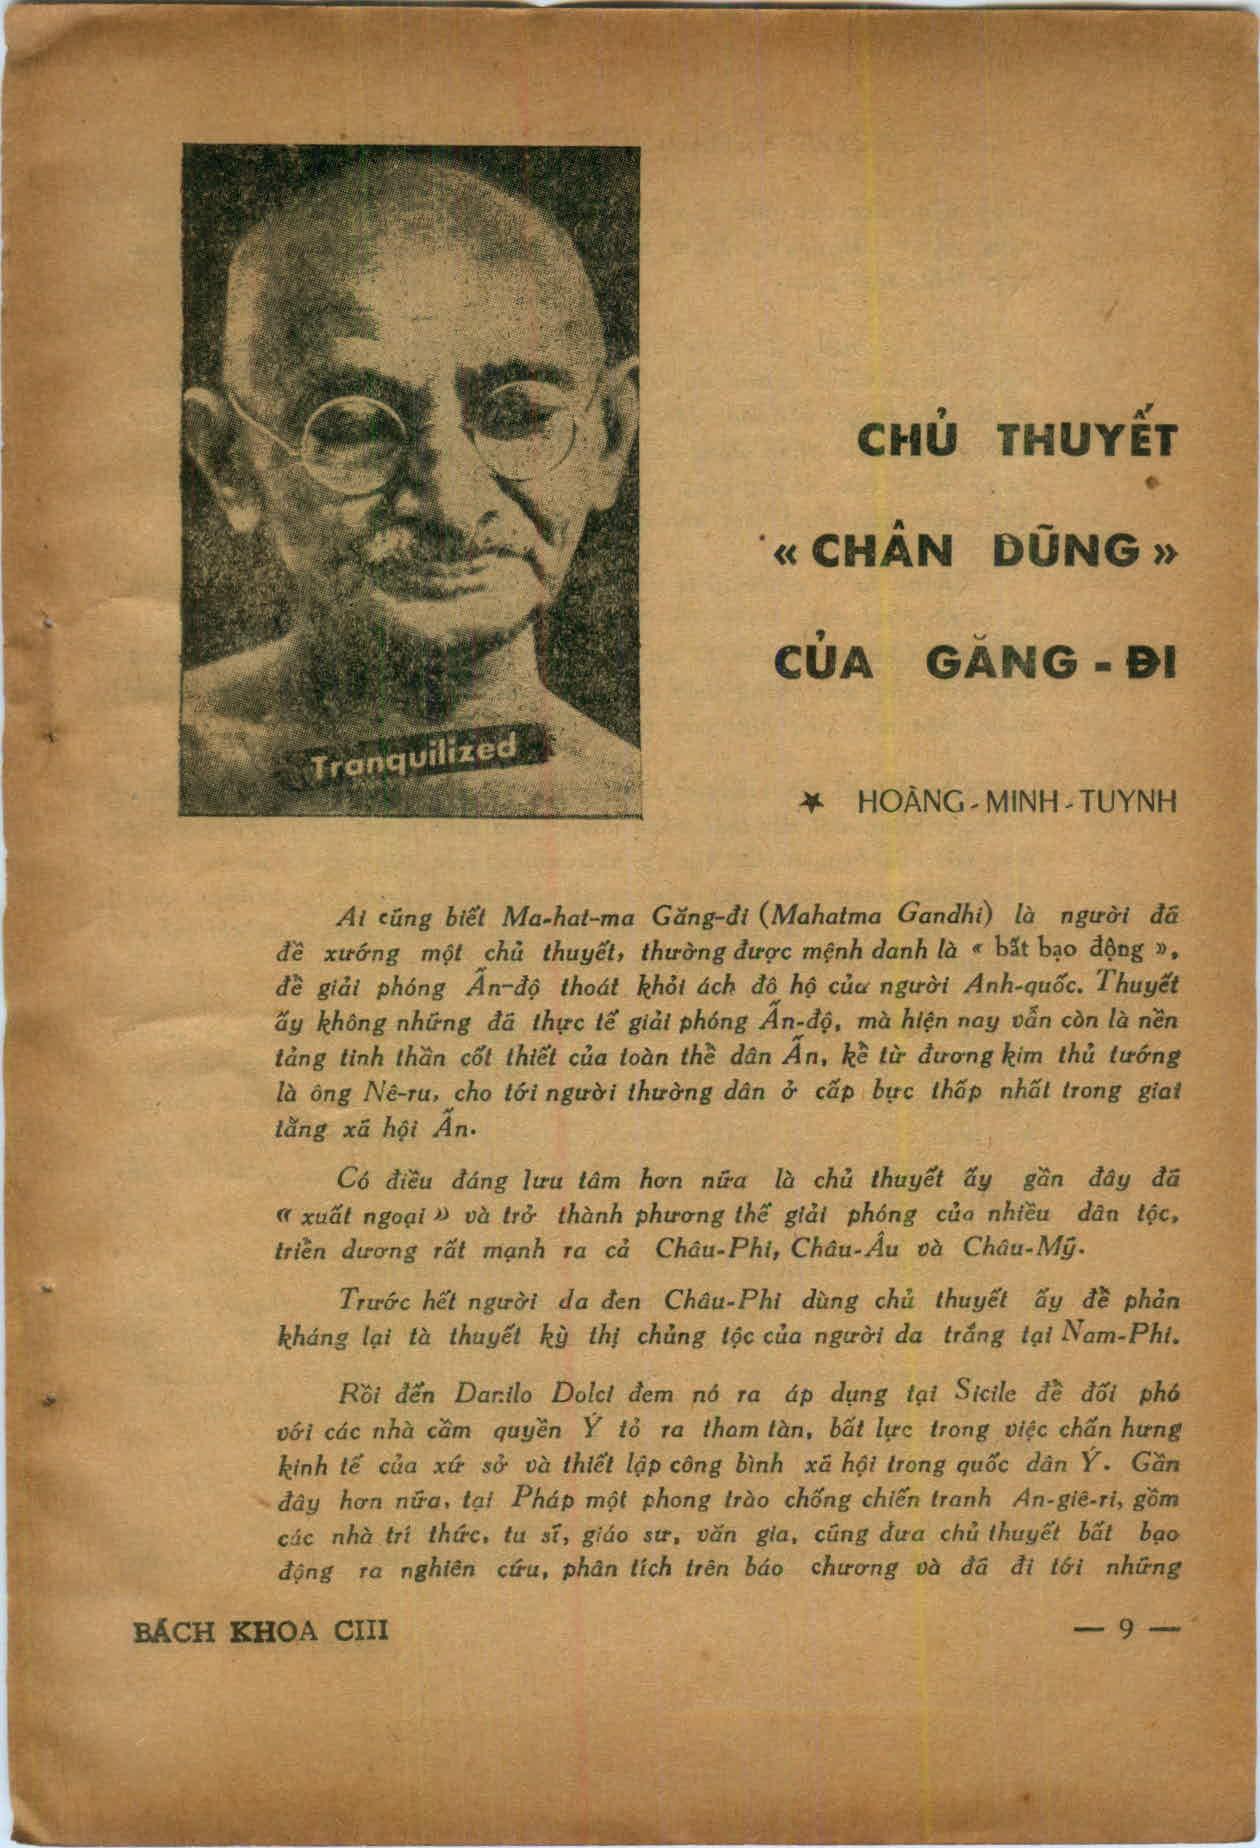 Tranquilized
CHỦ THUYẾT
« CHÂN DŨNG »
CỦA GĂNG - ĐI
★ HOÀNG - MINH - TUYNH
Ai cũng biết Ma-hat-ma Găng-đi (Mahatma Gandhi) là người đã
đề xướng một chủ thuyết, thường được mệnh danh là « bất bạo động »,
để giải phóng Ấn-độ thoát khỏi ách đô hộ của người Anh-quốc. Thuyết
ấy không những đã thực tế giải phóng Ấn-độ, mà hiện nay vẫn còn là nền
tảng tinh thần cốt thiết của toàn thể dân Ấn, kể từ đương kim thủ tướng
là ông Nê-ru, cho tới người thường dân ở cấp bực thấp nhất trong giai
tằng xã hội Ấn.
Có điều đáng lưu tâm hơn nữa là chủ thuyết ấy gần đây đã
« xuất ngoại » và trở thành phương thế giải phóng của nhiều dân tộc,
triển dương rất mạnh ra cả Châu-Phi, Châu-Âu và Châu-Mỹ.
Trước hết người da đen Châu-Phi dùng chủ thuyết ấy để phản
kháng lại tà thuyết kỳ thị chủng tộc của người da trắng tại Nam-Phi.
Rồi đến Danilo Dolci đem nó ra áp dụng tại Sicile để đối phó
với các nhà cầm quyền Ý tỏ ra tham tàn, bất lực trong việc chấn hưng
kinh tế của xứ sở và thiết lập công bình xã hội trong quốc dân Ý. Gần
đây hơn nữa, tại Pháp một phong trào chống chiến tranh An-giê-ri, gồm
các nhà trí thức, tu sĩ, giáo sư, văn gia, cũng đưa chủ thuyết bất bạo
động ra nghiên cứu, phân tích trên báo chương và đã đi tới những
BÁCH KHOA CIII
— 9 —